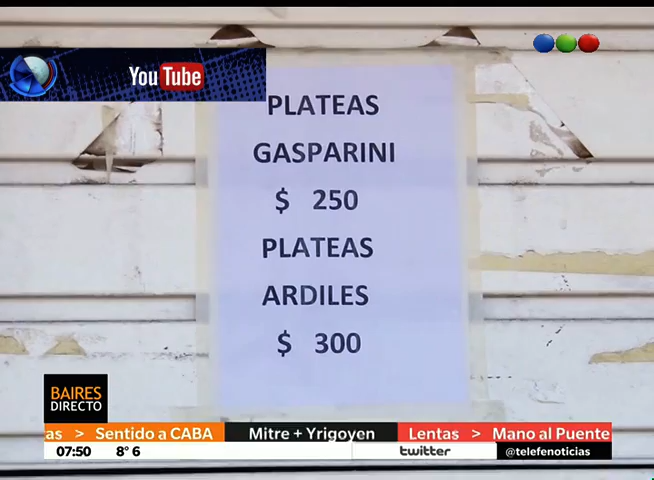 YouTube
PLATEAS
GASPARINI
$ 250
PLATEAS
ARDILES
$ 300
BAIRES
DIRECTO
as > Sentido a CABA Mitre + Yrigoyen Lentas > Mano al Puente
07:50 8° 6 twitter @telefenoticias